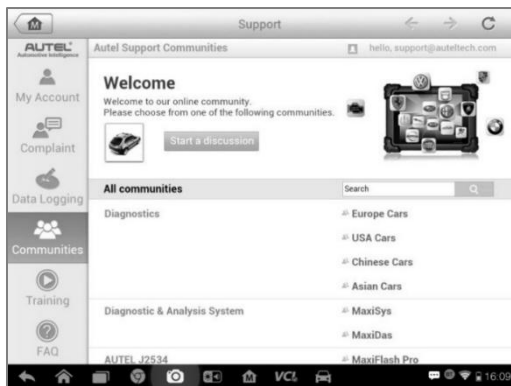 Support
AUTEL
Automotive Intelligence
My Account
Complaint
Data Logging
Communities
Training
FAQ
Autel Support Communities
hello, support@auteltech.com
Welcome
Welcome to our online community.
Please choose from one of the following communities.
Start a discussion
All communities
Search
Diagnostics
Europe Cars
USA Cars
Chinese Cars
Asian Cars
Diagnostic & Analysis System
MaxiSys
MaxiDas
AUTEL J2534
MaxiFlash Pro
VCI
16:09